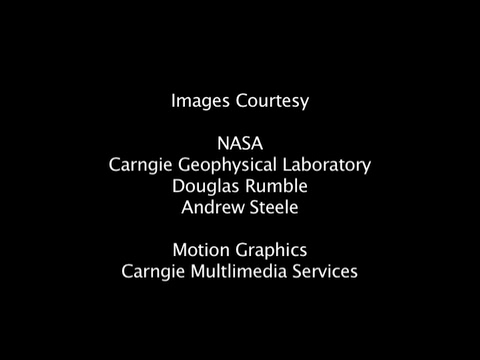 Images Courtesy
NASA
Carngie Geophysical Laboratory
Douglas Rumble
Andrew Steele
Motion Graphics
Carngie Multlimedia Services